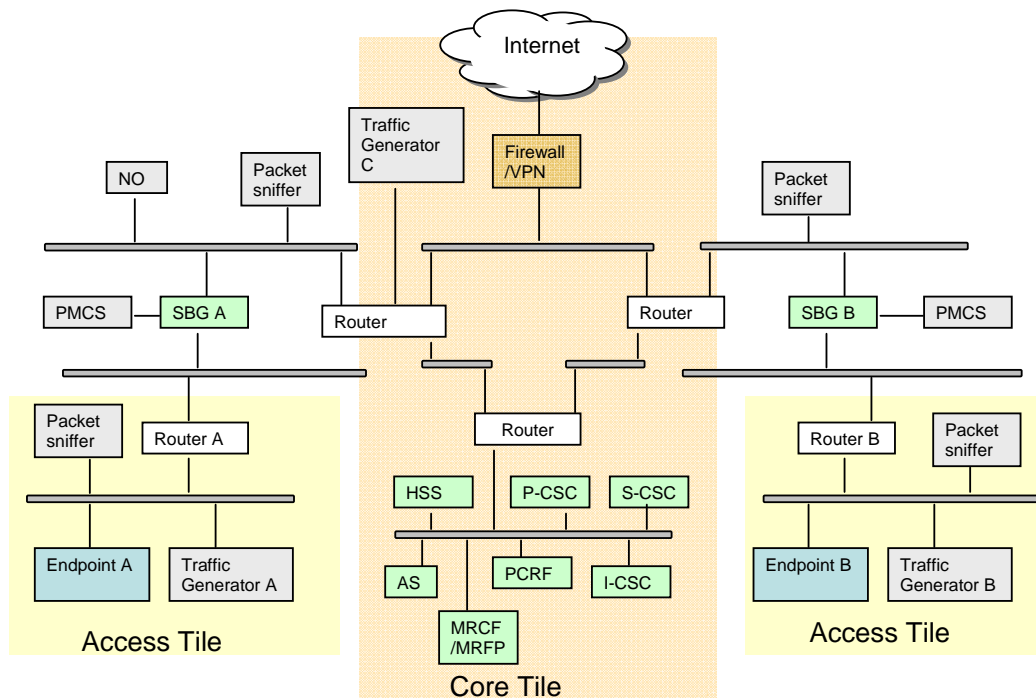 Internet
Traffic
Generator
C
Firewall
/VPN
NO
Packet
sniffer
Packet
sniffer
PMCS
SBG A
Router
Router
SBG B
PMCS
Packet
sniffer
Router A
Router
Router B
Packet
sniffer
HSS
P-CSC
S-CSC
Endpoint A
Traffic
Generator A
AS
PCRF
I-CSC
Endpoint B
Traffic
Generator B
MRCF
/MRFP
Access Tile
Access Tile
Core Tile